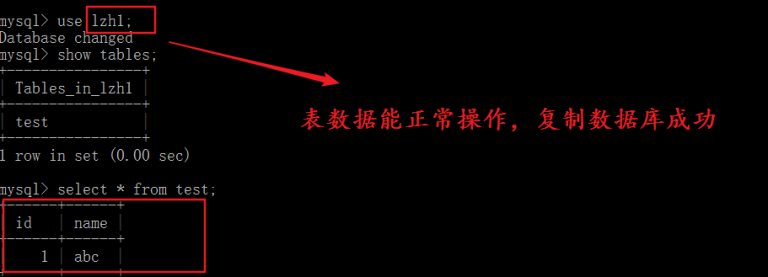 mysql> use lzh1;
Database changed
mysql> show tables;
+----------------+
| Tables_in_lzh1 |
+----------------+
| test           |
+----------------+
1 row in set (0.00 sec)
表数据能正常操作，复制数据库成功
mysql> select * from test;
+------+------+
| id   | name |
+------+------+
|    1 | abc  |